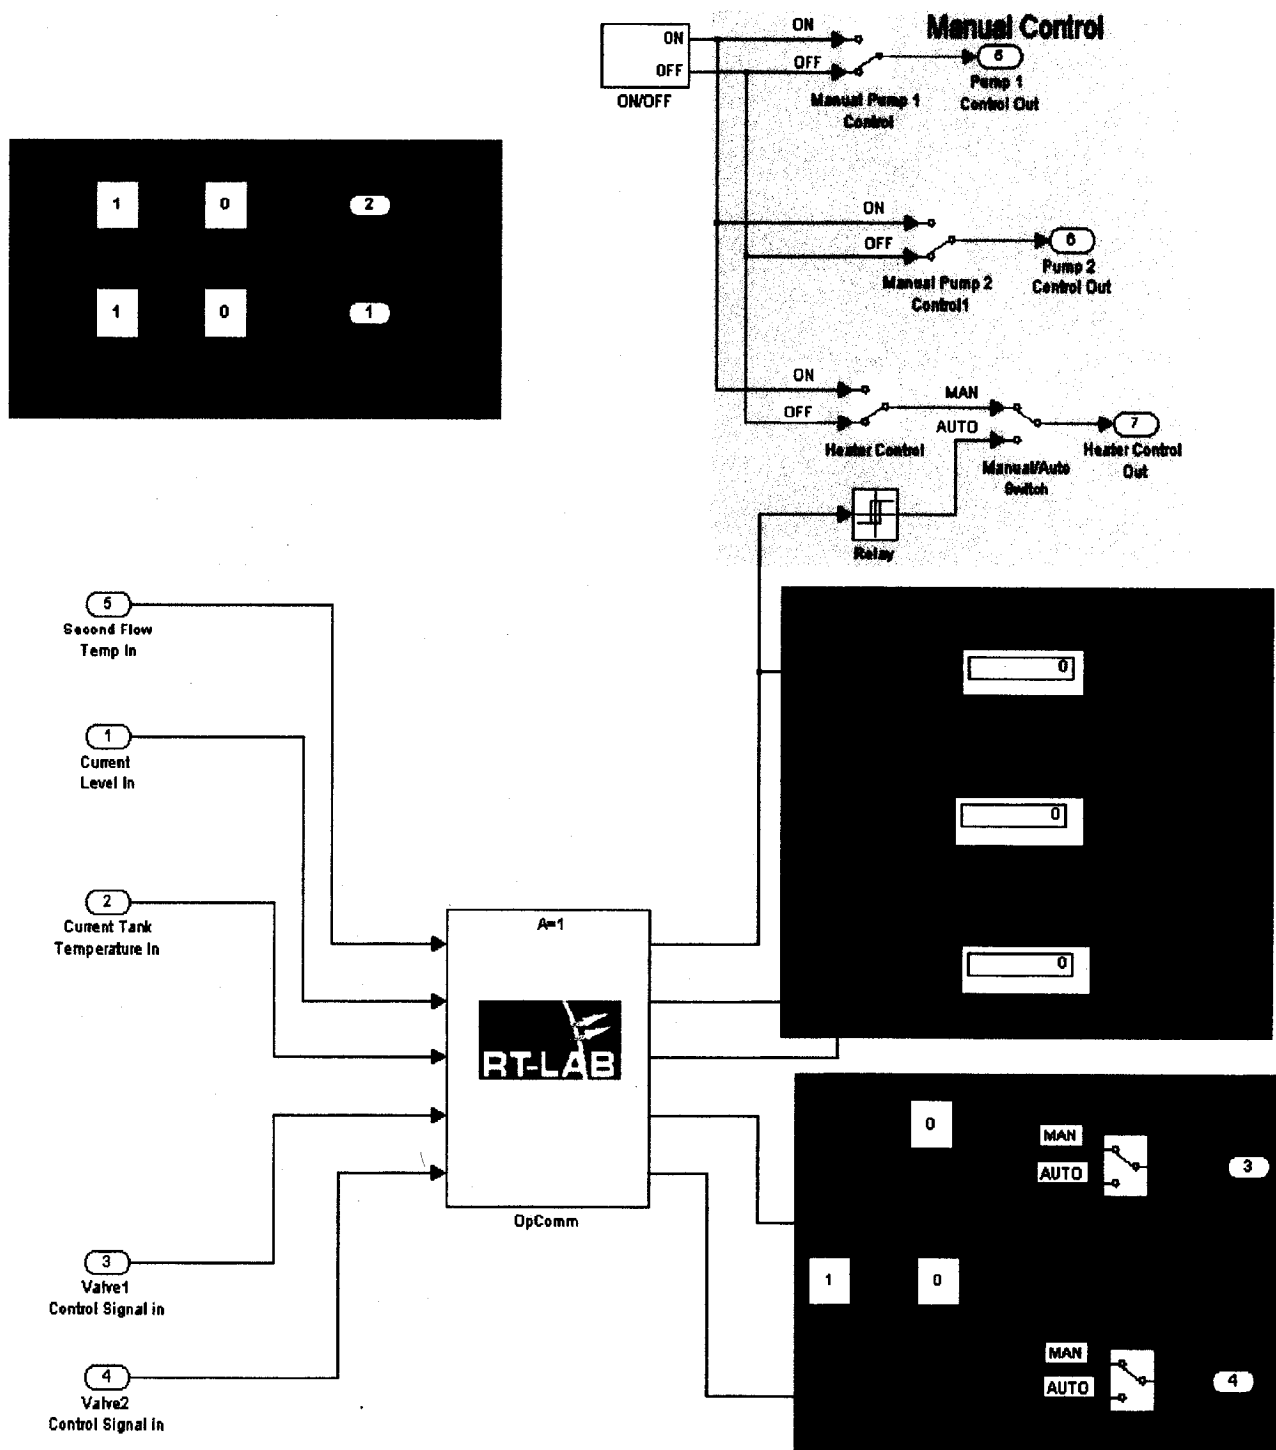 Manual Control
ON
OFF
ON/OFF
ON
OFF
Manual Pump 1
Control
6
Pump 1
Control Out
1
0
2
1
0
1
ON
OFF
Manual Pump 2
Control1
6
Pump 2
Control Out
ON
OFF
Heater Control
MAN
AUTO
Manual/Auto
Switch
7
Heater Control
Out
Relay
5
Second Flow
Temp In
1
Current
Level In
2
Current Tank
Temperature In
3
Valve1
Control Signal in
4
Valve2
Control Signal in
A=1
RT-LAB
OpComm
0
0
0
0
MAN
AUTO
3
1
0
MAN
AUTO
4